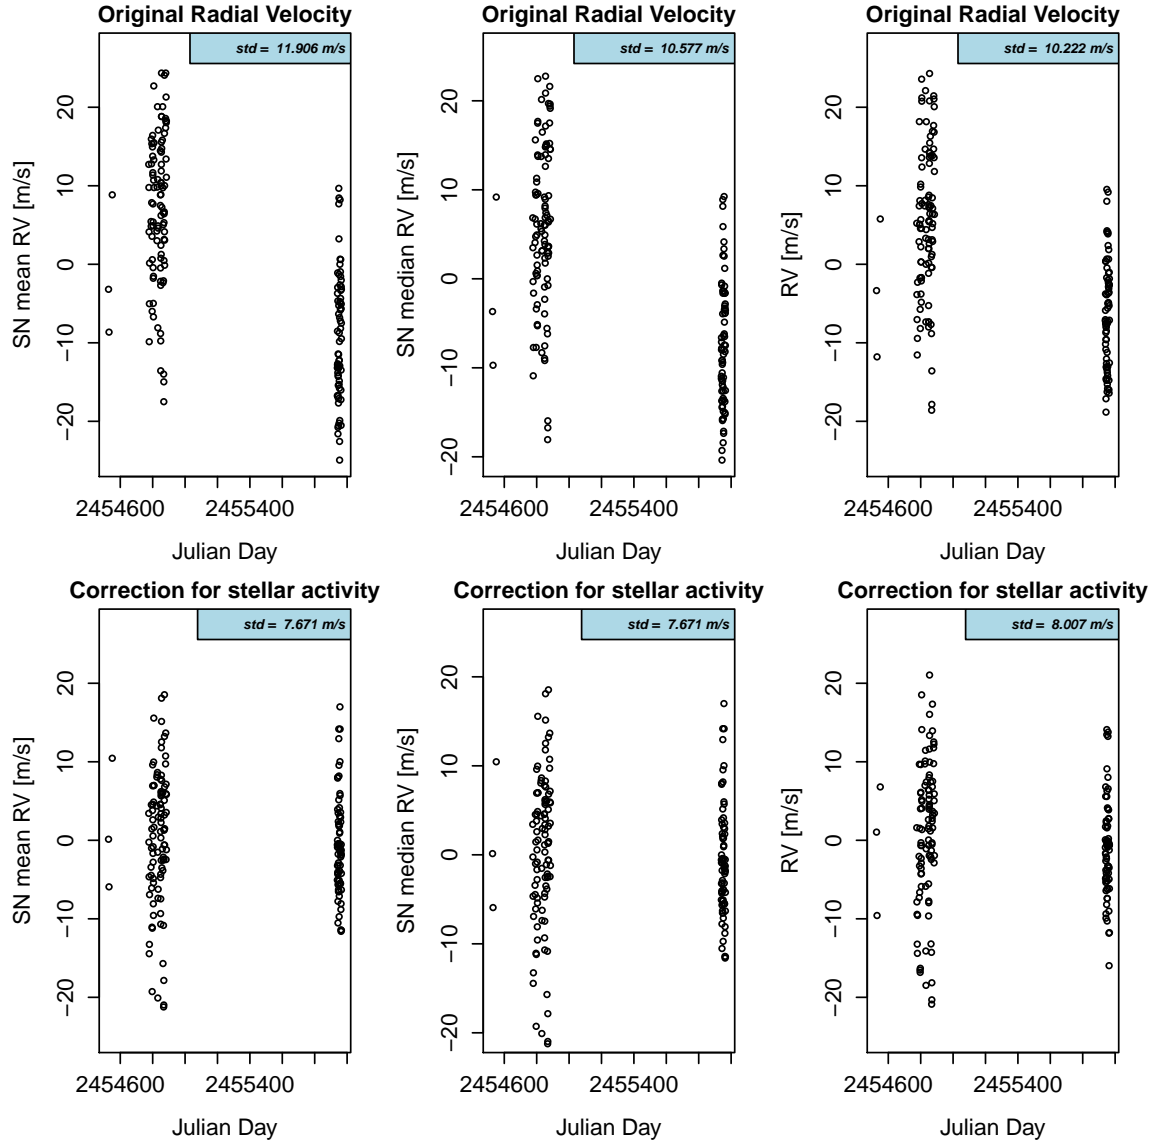 Original Radial Velocity
std = 11.906 m/s
SN mean RV [m/s]
20
10
0
−10
−20
2454600 2455400
Julian Day
Original Radial Velocity
std = 10.577 m/s
SN median RV [m/s]
20
10
0
−10
−20
2454600 2455400
Julian Day
Original Radial Velocity
std = 10.222 m/s
RV [m/s]
20
10
0
−10
−20
2454600 2455400
Julian Day
Correction for stellar activity
std = 7.671 m/s
SN mean RV [m/s]
20
10
0
−10
−20
2454600 2455400
Julian Day
Correction for stellar activity
std = 7.671 m/s
SN median RV [m/s]
20
10
0
−10
−20
2454600 2455400
Julian Day
Correction for stellar activity
std = 8.007 m/s
RV [m/s]
20
10
0
−10
−20
2454600 2455400
Julian Day